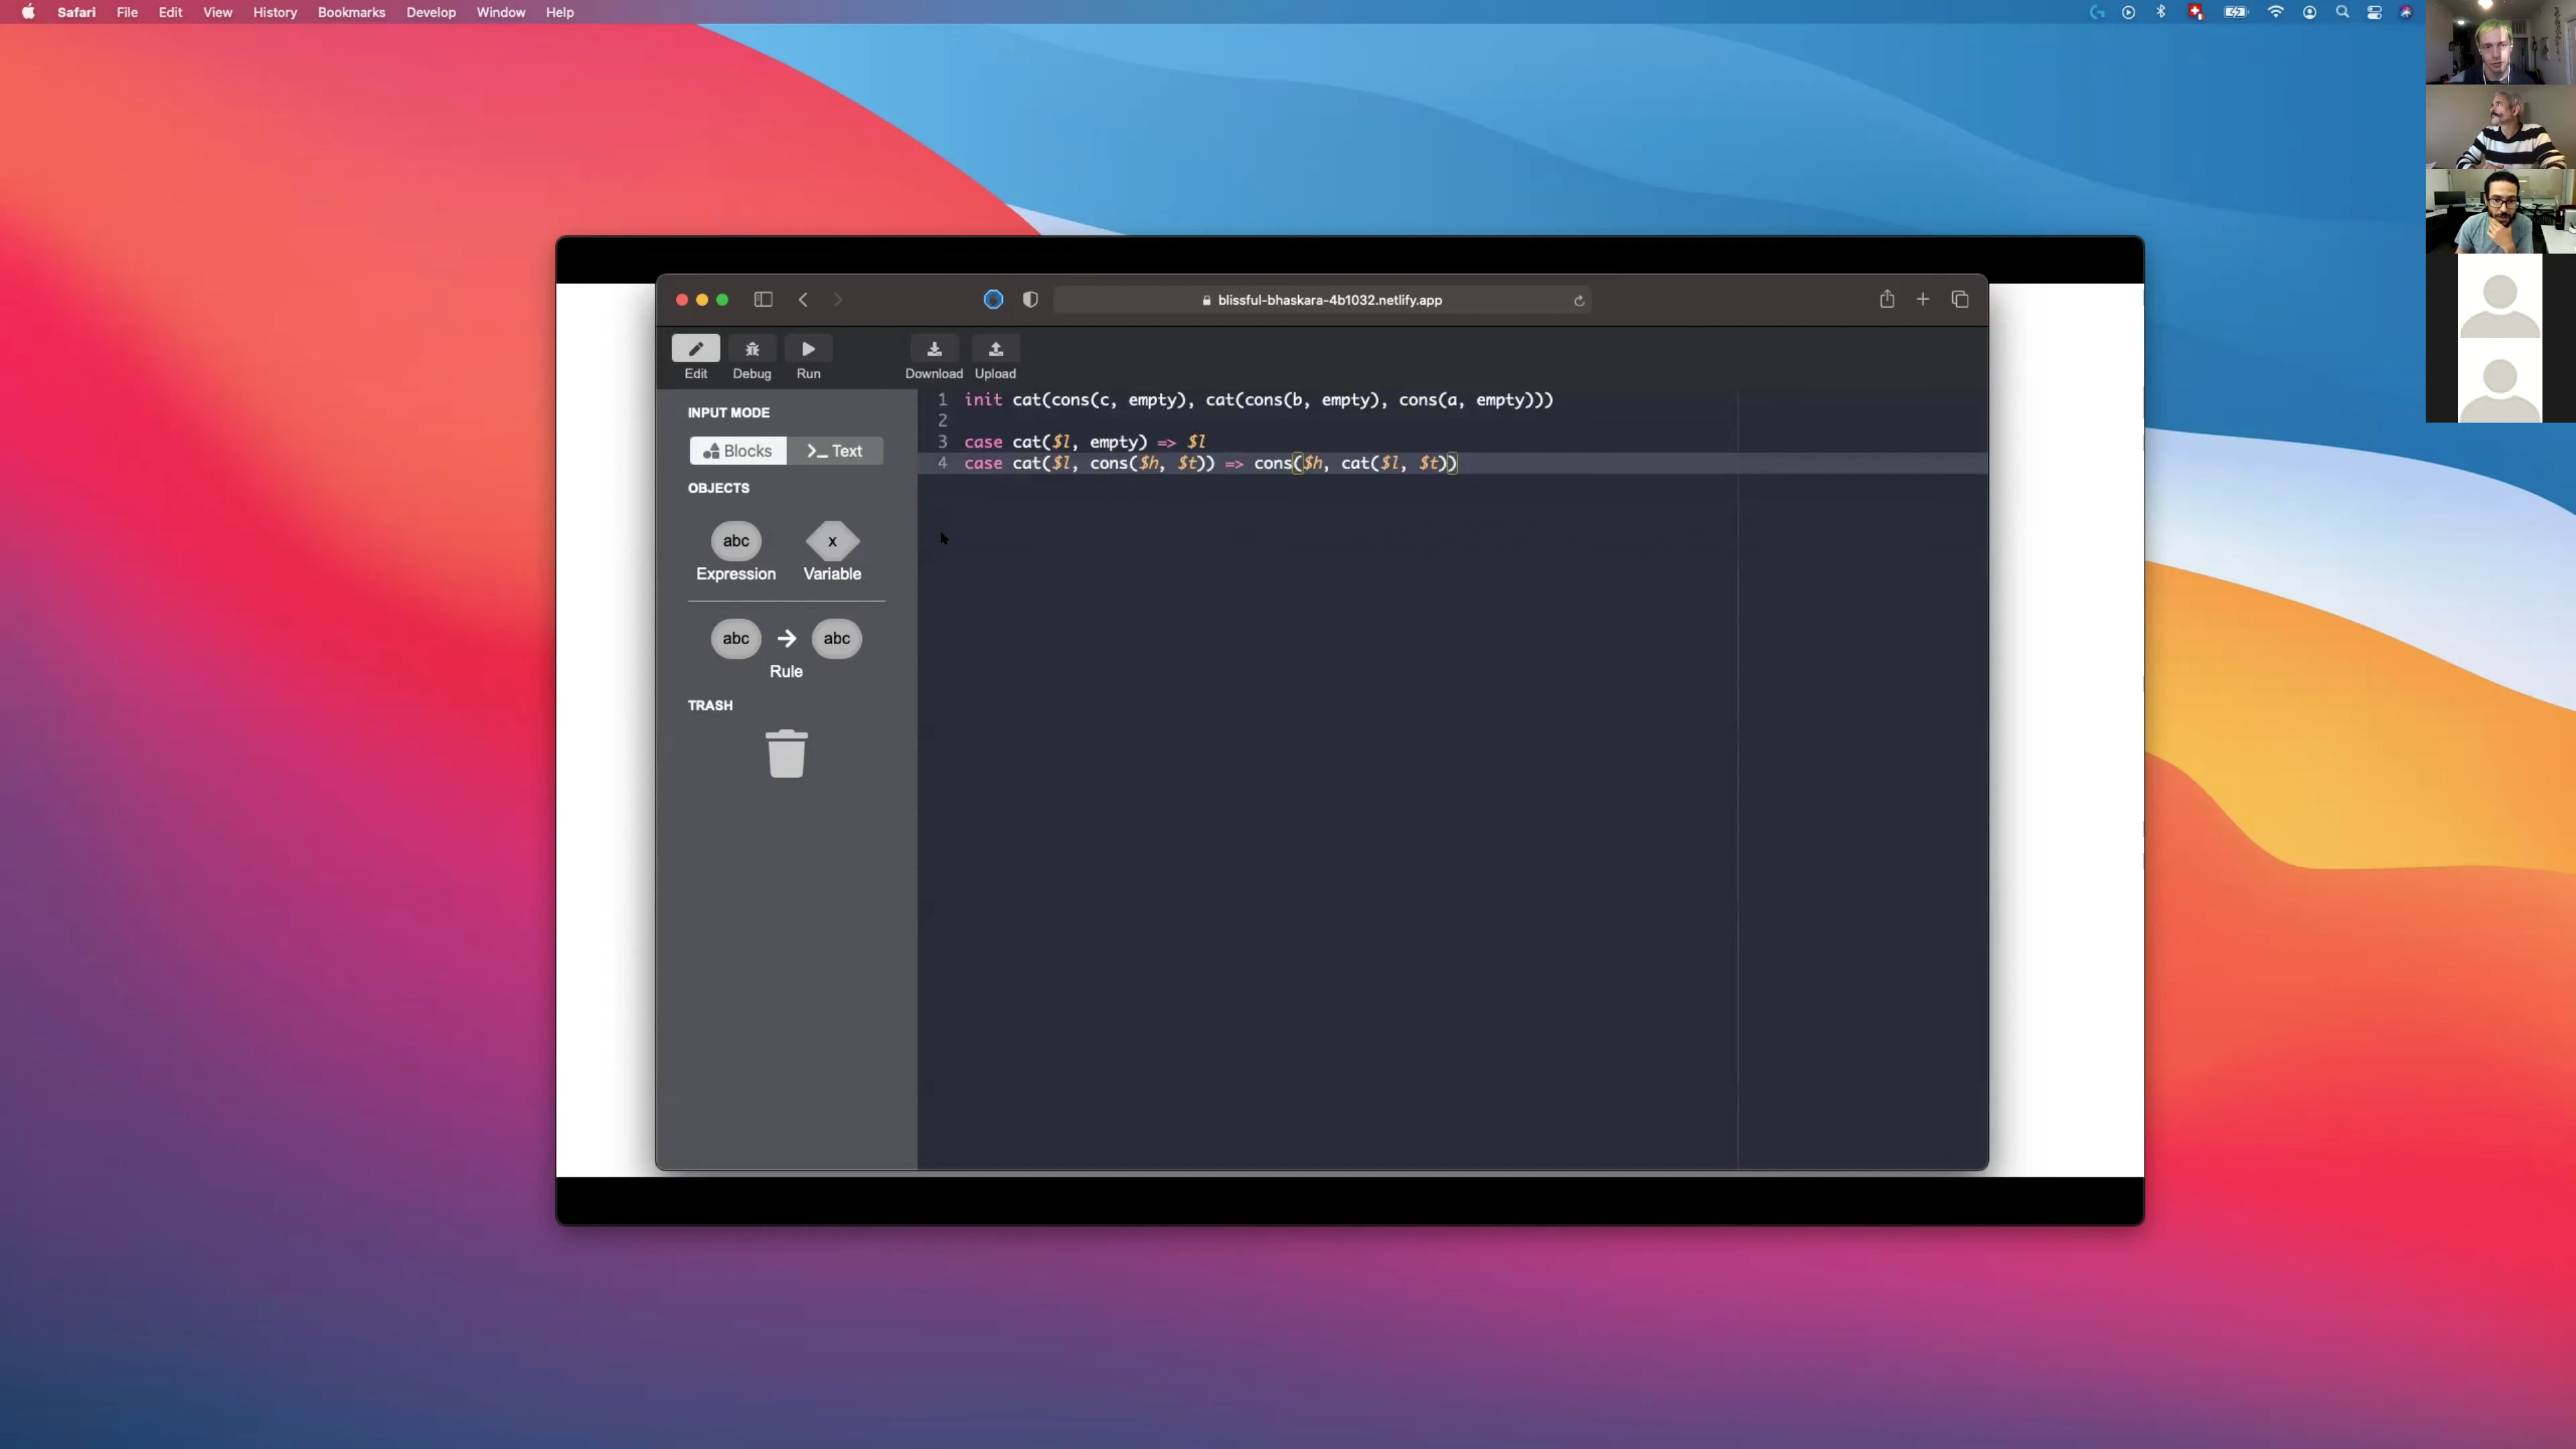 Safari File Edit View History Bookmarks Develop Window Help
blissful-bhaskara-4b1032.netlify.app
Edit Debug Run Download Upload
INPUT MODE
Blocks >_ Text
OBJECTS
abc x
Expression Variable
abc → abc
Rule
TRASH
1 init cat(cons(c, empty), cat(cons(b, empty), cons(a, empty)))
2
3 case cat($l, empty) => $l
4 case cat($l, cons($h, $t)) => cons($h, cat($l, $t))